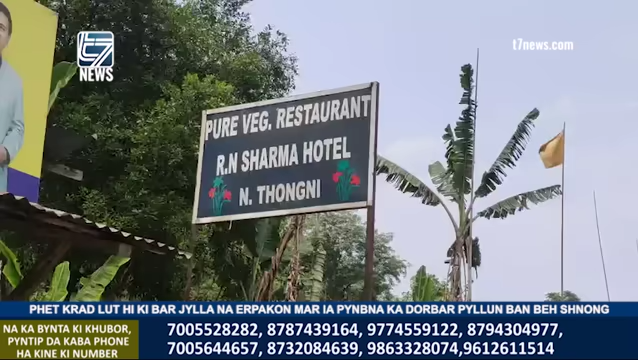 t7 NEWS
t7news.com
PURE VEG. RESTAURANT
R.N SHARMA HOTEL
N. THONGNI
PHET KRAD LUT HI KI BAR JYLLA NA ERPAKON MAR IA PYNBNA KA DORBAR PYLLUN BAN BEH SHNONG
NA KA BYNTA KI KHUBOR,
PYNTIP DA KABA PHONE
HA KINE KI NUMBER
7005528282, 8787439164, 9774559122, 8794304977,
7005644657, 8732084639, 9863328074,9612611514